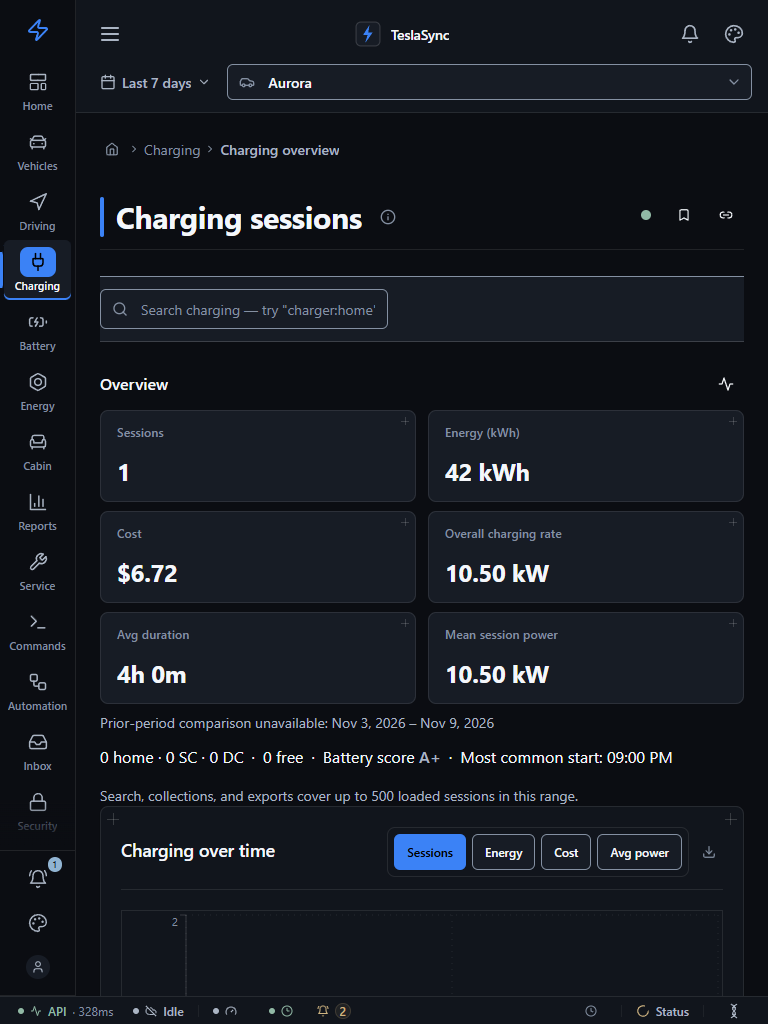 TeslaSync
Last 7 days
Aurora
Home
Vehicles
Driving
Charging
Battery
Energy
Cabin
Reports
Service
Commands
Automation
Inbox
Security
1
Charging
Charging overview
Charging sessions
Search charging — try "charger:home'
Overview
Sessions
1
Energy (kWh)
42 kWh
Cost
$6.72
Overall charging rate
10.50 kW
Avg duration
4h 0m
Mean session power
10.50 kW
Prior-period comparison unavailable: Nov 3, 2026 – Nov 9, 2026
0 home · 0 SC · 0 DC · 0 free · Battery score A+ · Most common start: 09:00 PM
Search, collections, and exports cover up to 500 loaded sessions in this range.
Charging over time
Sessions
Energy
Cost
Avg power
2
API · 328ms
Idle
2
Status